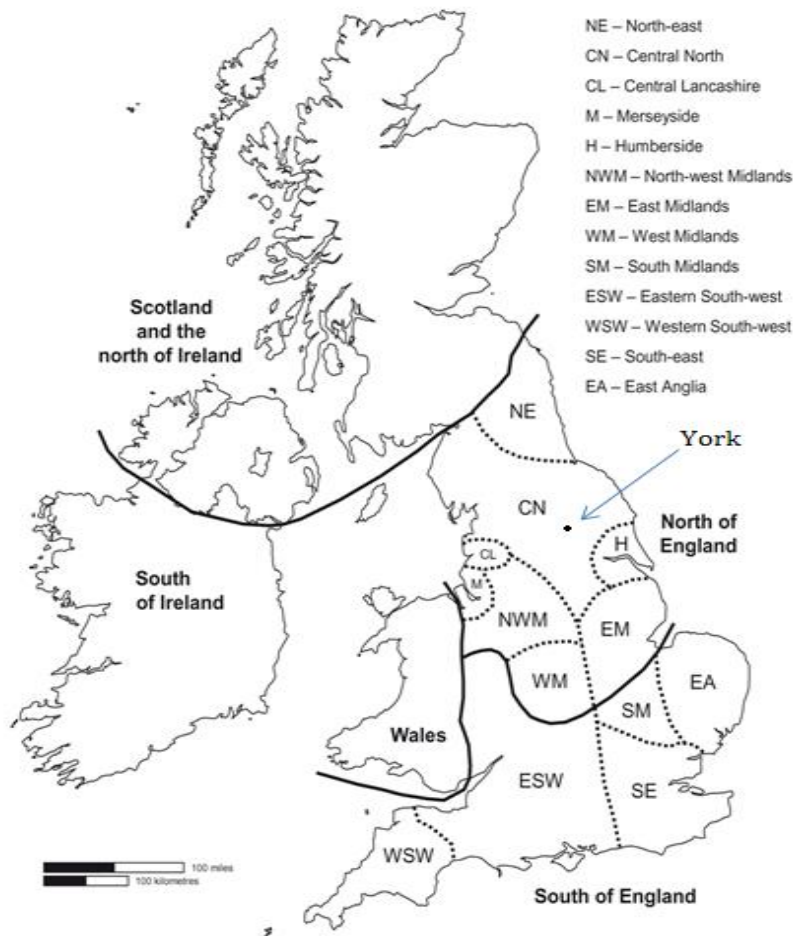 NE – North-east
CN – Central North
CL – Central Lancashire
M – Merseyside
H – Humberside
NWM – North-west Midlands
EM – East Midlands
WM – West Midlands
SM – South Midlands
ESW – Eastern South-west
WSW – Western South-west
SE – South-east
EA – East Anglia
Scotland
and the
north of Ireland
NE
York
CN
North of
England
H
CL
M
South
of Ireland
NWM
EM
WM
EA
SM
Wales
ESW
SE
WSW
100 miles
100 kilometres
South of England